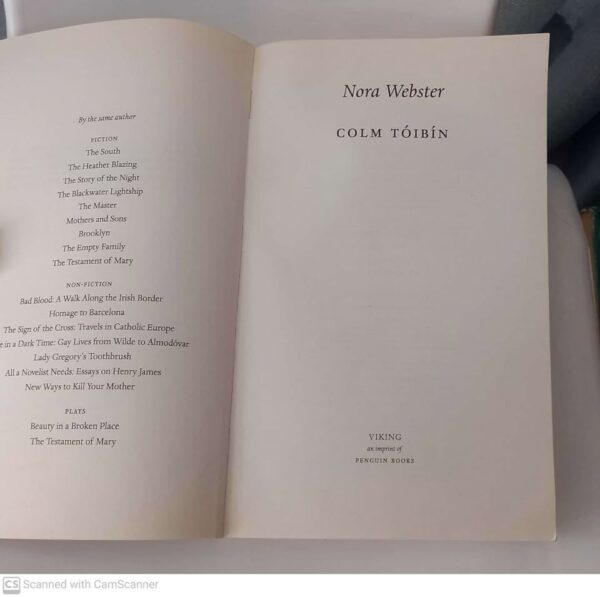 By the same author
FICTION
The South
The Heather Blazing
The Story of the Night
The Blackwater Lightship
The Master
Mothers and Sons
Brooklyn
The Empty Family
The Testament of Mary
NON-FICTION
Bad Blood: A Walk Along the Irish Border
Homage to Barcelona
The Sign of the Cross: Travels in Catholic Europe
in a Dark Time: Gay Lives from Wilde to Almodóvar
Lady Gregory's Toothbrush
All a Novelist Needs: Essays on Henry James
New Ways to Kill Your Mother
PLAYS
Beauty in a Broken Place
The Testament of Mary
Nora Webster
COLM TÓIBÍN
VIKING
an imprint of
PENGUIN BOOKS
CS Scanned with CamScanner